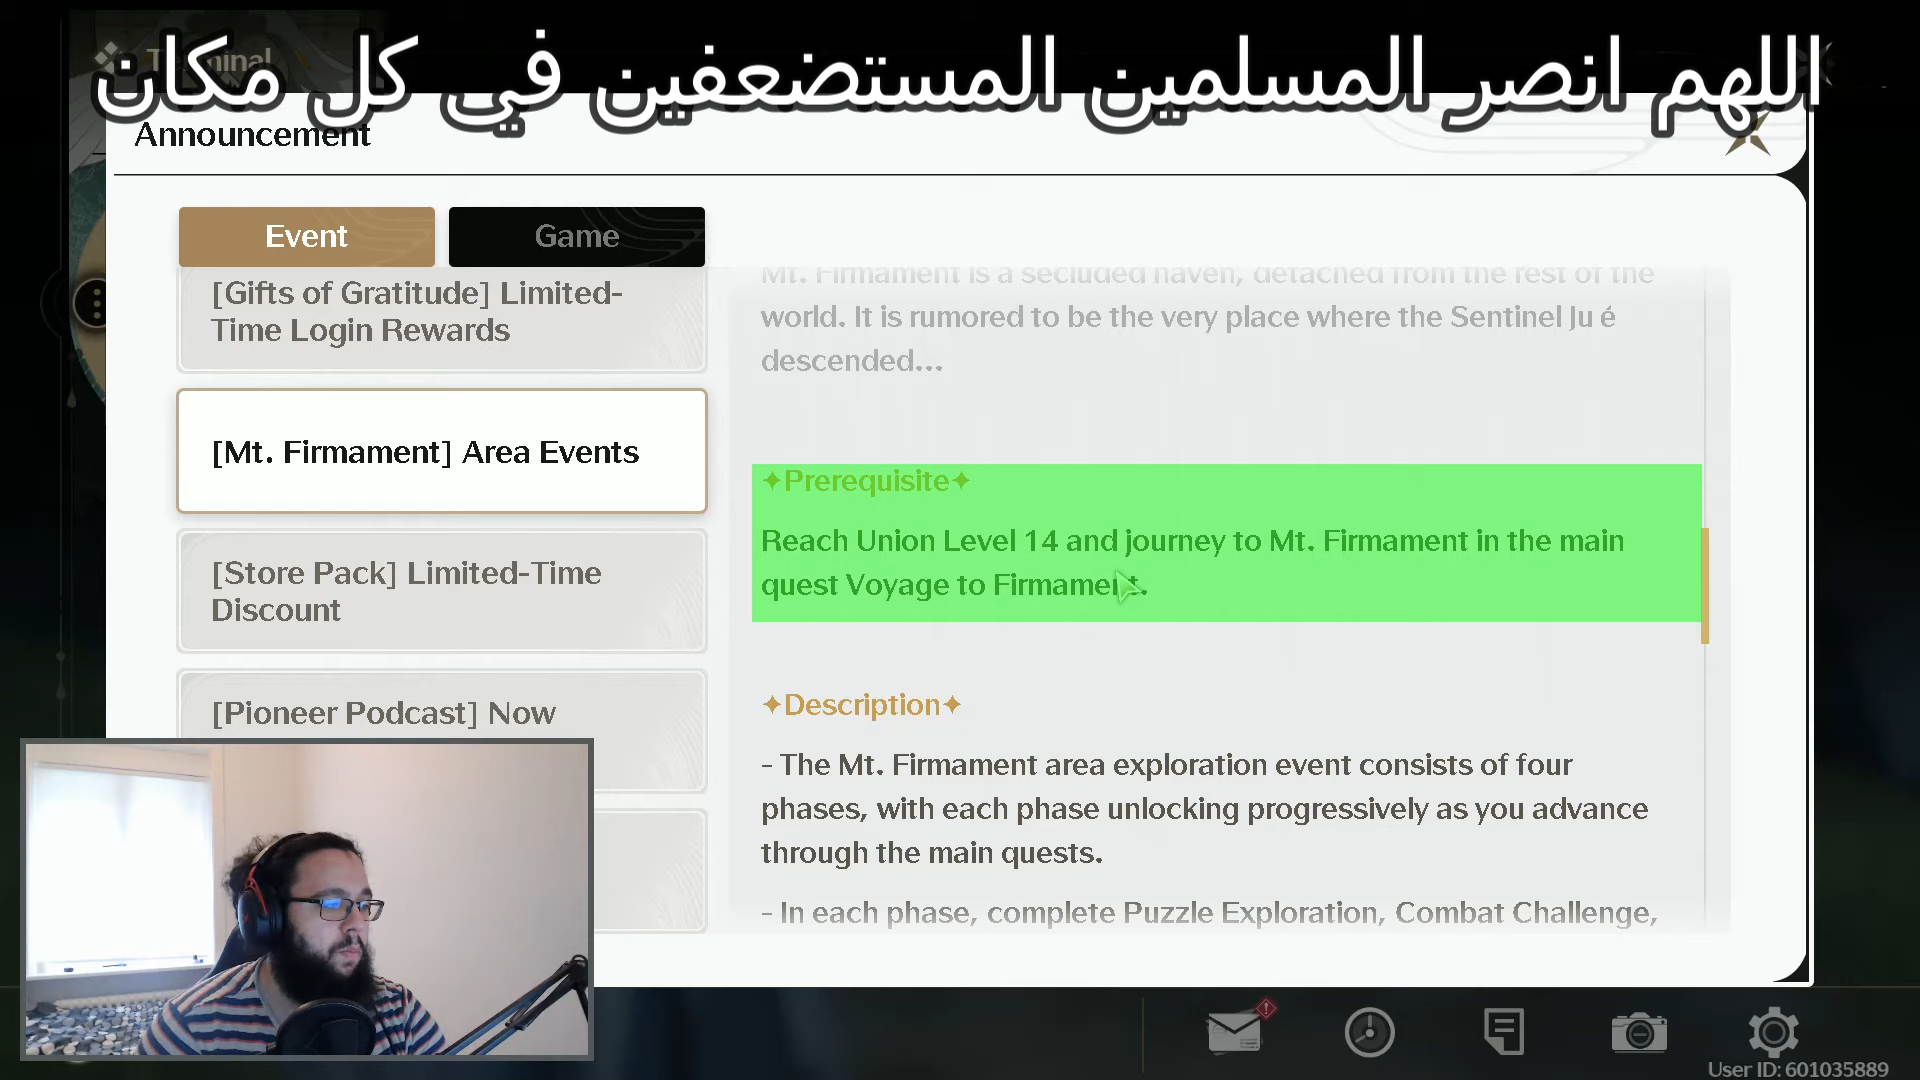 اللهم انصر المسلمين المستضعفين في كل مكان
Terminal
Announcement
Event
Game
[Gifts of Gratitude] Limited-
Time Login Rewards
[Mt. Firmament] Area Events
[Store Pack] Limited-Time
Discount
[Pioneer Podcast] Now
Mt. Firmament is a secluded haven, detached from the rest of the
world. It is rumored to be the very place where the Sentinel Jué
descended...
✦Prerequisite✦
Reach Union Level 14 and journey to Mt. Firmament in the main
quest Voyage to Firmament.
✦Description✦
- The Mt. Firmament area exploration event consists of four
phases, with each phase unlocking progressively as you advance
through the main quests.
- In each phase, complete Puzzle Exploration, Combat Challenge,
User ID: 601035889